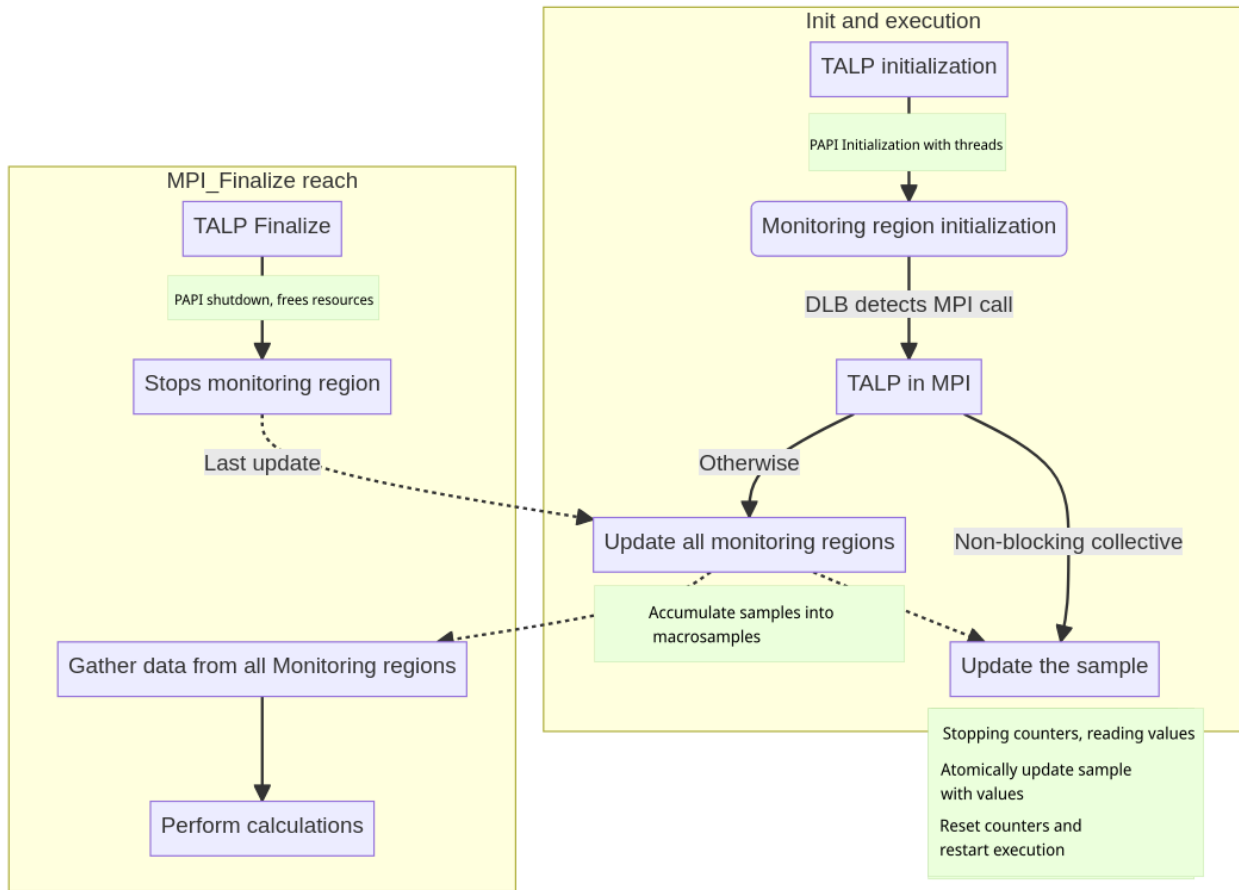 Init and execution
TALP initialization
PAPI Initialization with threads
Monitoring region initialization
DLB detects MPI call
TALP in MPI
Otherwise
Non-blocking collective
Update all monitoring regions
Accumulate samples into
macrosamples
Update the sample
Stopping counters, reading values
Atomically update sample
with values
Reset counters and
restart execution
MPI_Finalize reach
TALP Finalize
PAPI shutdown, frees resources
Stops monitoring region
Last update
Gather data from all Monitoring regions
Perform calculations